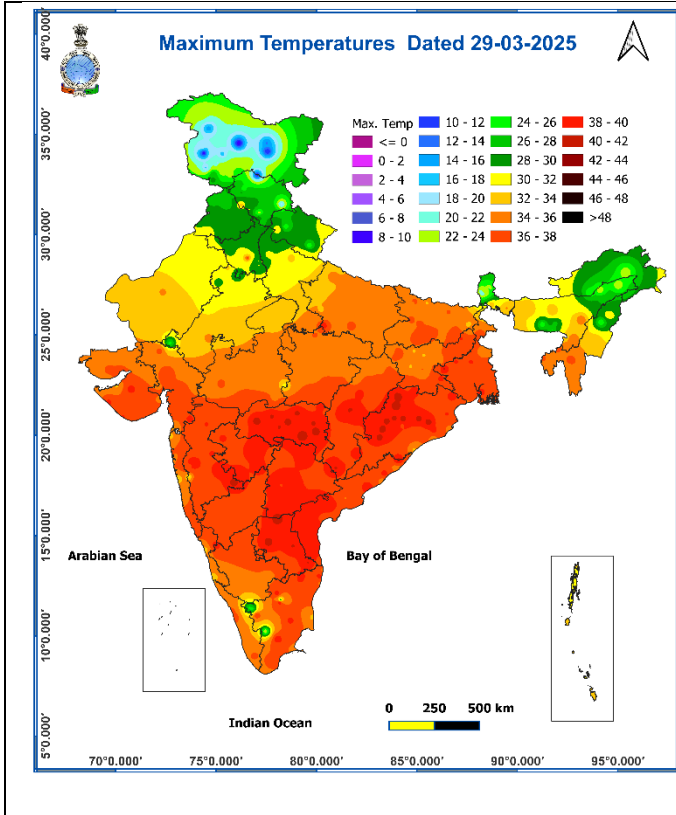 Maximum Temperatures Dated 29-03-2025
Max. Temp
<= 0
0 - 2
2 - 4
4 - 6
6 - 8
8 - 10
10 - 12
12 - 14
14 - 16
16 - 18
18 - 20
20 - 22
22 - 24
24 - 26
26 - 28
28 - 30
30 - 32
32 - 34
34 - 36
36 - 38
38 - 40
40 - 42
42 - 44
44 - 46
46 - 48
>48
40°0.000'
35°0.000'
30°0.000'
25°0.000'
20°0.000'
15°0.000'
10°0.000'
5°0.000'
Arabian Sea
Bay of Bengal
Indian Ocean
0 250 500 km
70°0.000' 75°0.000' 80°0.000' 85°0.000' 90°0.000' 95°0.000'